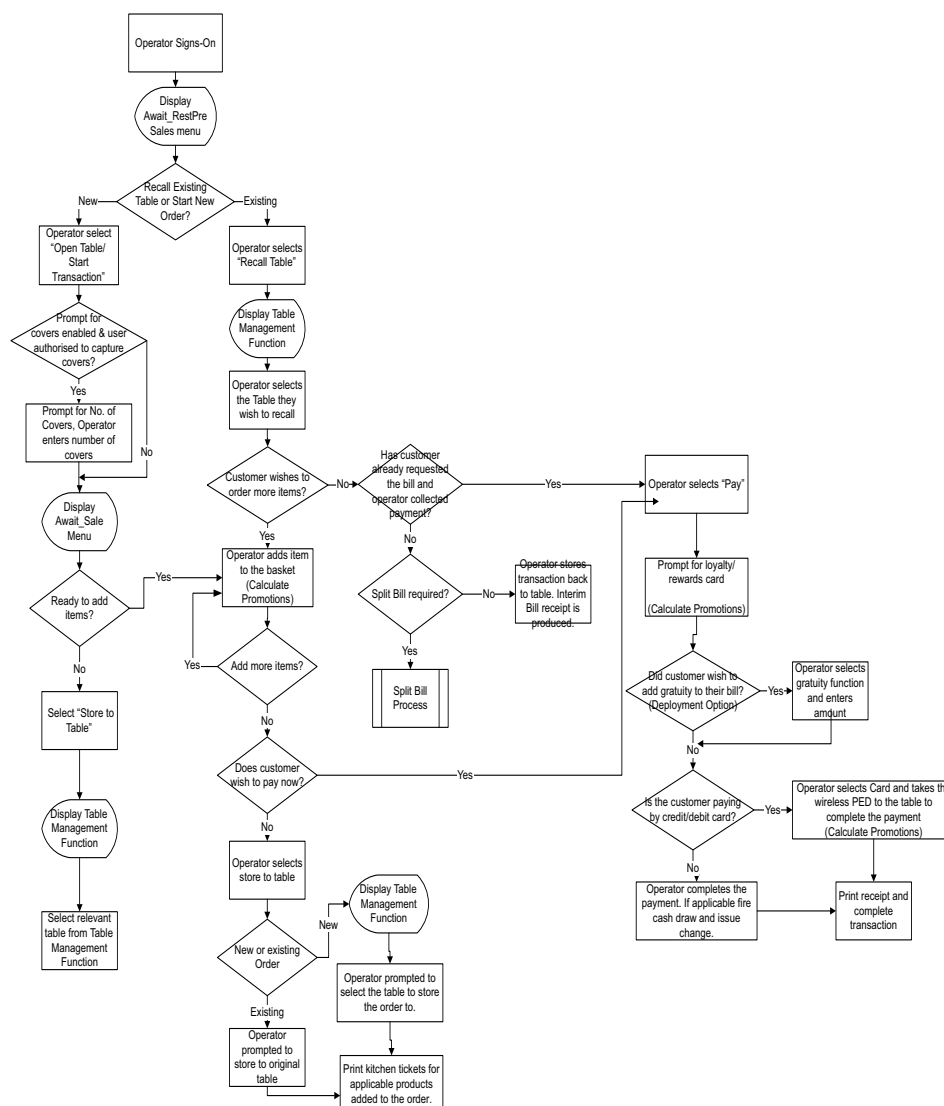 Operator Signs-On
Display
Await_RestPre
Sales menu
Recall Existing
Table or Start New
Order?
New
Existing
Operator select
“Open Table/
Start
Transaction”
Operator selects
“Recall Table”
Prompt for
covers enabled & user
authorised to capture
covers?
Display Table
Management
Function
Yes
No
Prompt for No. of
Covers, Operator
enters number of
covers
Operator selects
the Table they
wish to recall
Display
Await_Sale
Menu
Customer wishes to
order more items?
No
Has customer
already requested
the bill and
operator collected
payment?
Yes
Operator selects “Pay”
Yes
No
Ready to add
items?
Yes
Operator adds item
to the basket
(Calculate
Promotions)
Split Bill required?
No
Operator stores
transaction back
to table. Interim
Bill receipt is
produced.
Prompt for loyalty/
rewards card
(Calculate Promotions)
No
Yes
Add more items?
Yes
Split Bill
Process
Did customer wish to
add gratuity to their bill?
(Deployment Option)
Yes
Operator selects
gratuity function
and enters
amount
Select “Store to
Table”
No
No
Does customer
wish to pay now?
Yes
Is the customer paying
by credit/debit card?
Yes
Operator selects Card and takes the
wireless PED to the table to
complete the payment
(Calculate Promotions)
Display Table
Management
Function
No
No
Operator selects
store to table
Operator completes the
payment. If applicable fire
cash draw and issue
change.
Print receipt and
complete
transaction
Select relevant
table from Table
Management
Function
New or existing
Order
New
Display Table
Management
Function
Existing
Operator prompted to
select the table to store
the order to.
Operator
prompted to
store to original
table
Print kitchen tickets for
applicable products
added to the order.